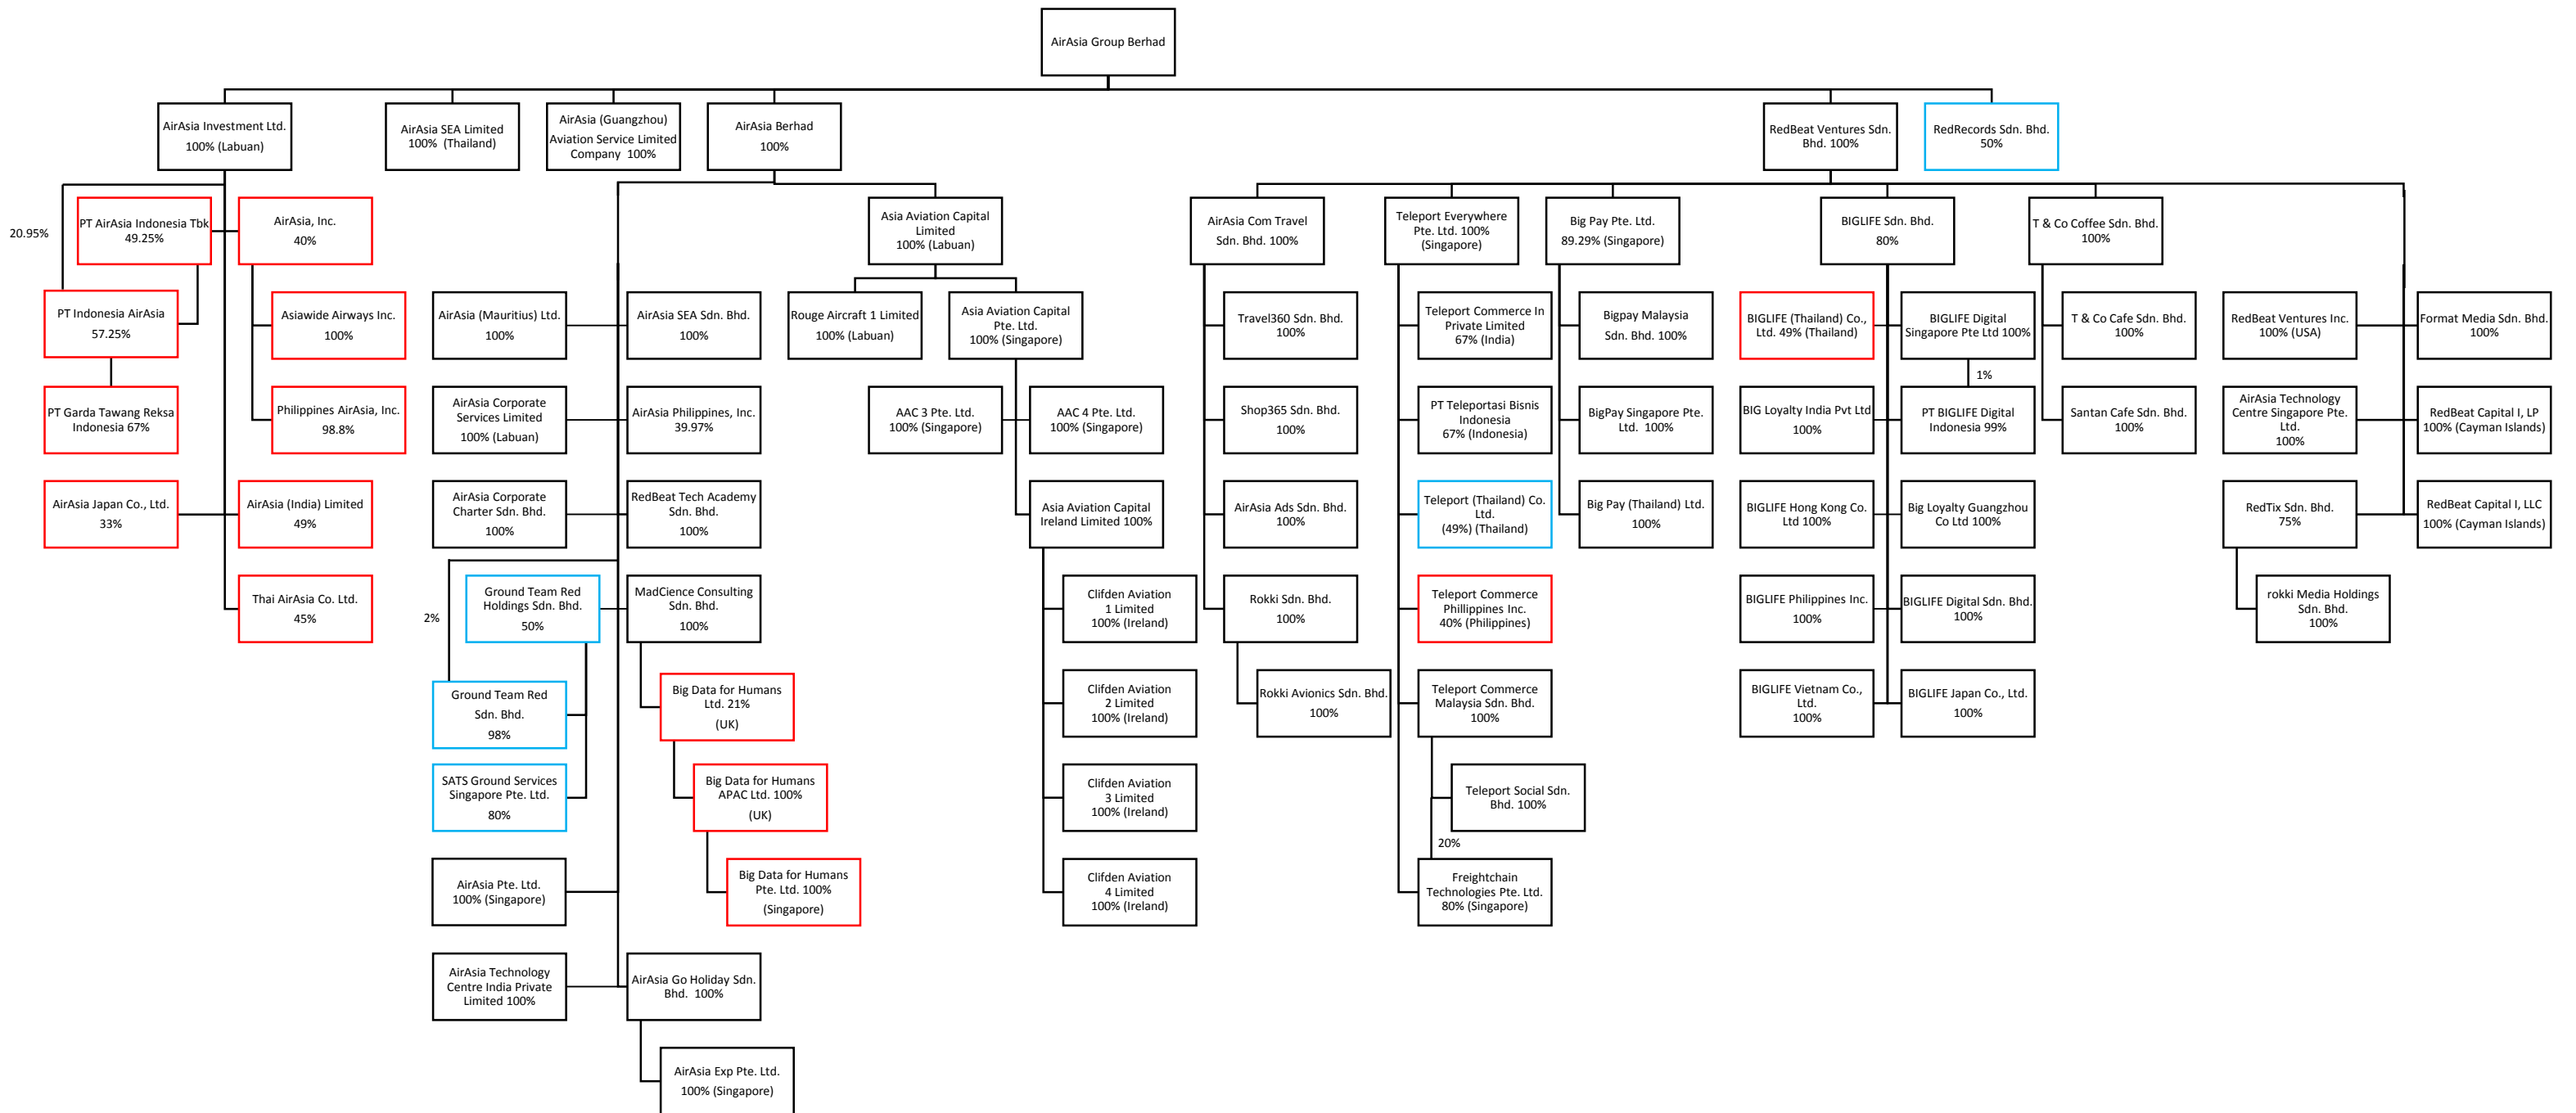 AirAsia Group Berhad
AirAsia Investment Ltd.
100% (Labuan)
AirAsia SEA Limited
100%  (Thailand)
AirAsia (Guangzhou)
Aviation Service Limited
Company  100%
AirAsia Berhad
100%
RedBeat Ventures Sdn.
Bhd. 100%
RedRecords Sdn. Bhd.
50%
20.95%
PT AirAsia Indonesia Tbk
49.25%
AirAsia, Inc.
40%
Asia Aviation Capital
Limited
100% (Labuan)
AirAsia Com Travel
Sdn. Bhd. 100%
Teleport Everywhere
Pte. Ltd. 100%
(Singapore)
Big Pay Pte. Ltd.
89.29% (Singapore)
BIGLIFE Sdn. Bhd.
80%
T & Co Coffee Sdn. Bhd.
100%
PT Indonesia AirAsia
57.25%
Asiawide Airways Inc.
100%
AirAsia (Mauritius) Ltd.
100%
AirAsia SEA Sdn. Bhd.
100%
Rouge Aircraft 1 Limited
100% (Labuan)
Asia Aviation Capital
Pte. Ltd.
100% (Singapore)
Travel360 Sdn. Bhd.
100%
Teleport Commerce In
Private Limited
67% (India)
Bigpay Malaysia
Sdn. Bhd. 100%
BIGLIFE (Thailand) Co.,
Ltd. 49% (Thailand)
BIGLIFE Digital
Singapore Pte Ltd 100%
T & Co Cafe Sdn. Bhd.
100%
RedBeat Ventures Inc.
100% (USA)
Format Media Sdn. Bhd.
100%
1%
PT Garda Tawang Reksa
Indonesia 67%
Philippines AirAsia, Inc.
98.8%
AirAsia Corporate
Services Limited
100% (Labuan)
AirAsia Philippines, Inc.
39.97%
AAC 3 Pte. Ltd.
100% (Singapore)
AAC 4 Pte. Ltd.
100% (Singapore)
Shop365 Sdn. Bhd.
100%
PT Teleportasi Bisnis
Indonesia
67% (Indonesia)
BigPay Singapore Pte.
Ltd.  100%
BIG Loyalty India Pvt Ltd
100%
PT BIGLIFE Digital
Indonesia 99%
Santan Cafe Sdn. Bhd.
100%
AirAsia Technology
Centre Singapore Pte.
Ltd.
100%
RedBeat Capital I, LP
100% (Cayman Islands)
AirAsia Japan Co., Ltd.
33%
AirAsia (India) Limited
49%
AirAsia Corporate
Charter Sdn. Bhd.
100%
RedBeat Tech Academy
Sdn. Bhd.
100%
Asia Aviation Capital
Ireland Limited 100%
AirAsia Ads Sdn. Bhd.
100%
Teleport (Thailand) Co.
Ltd.
(49%) (Thailand)
Big Pay (Thailand) Ltd.
100%
BIGLIFE Hong Kong Co.
Ltd 100%
Big Loyalty Guangzhou
Co Ltd 100%
RedTix Sdn. Bhd.
75%
RedBeat Capital I, LLC
100% (Cayman Islands)
Thai AirAsia Co. Ltd.
45%
2%
Ground Team Red
Holdings Sdn. Bhd.
50%
MadCience Consulting
Sdn. Bhd.
100%
Clifden Aviation
1 Limited
100% (Ireland)
Rokki Sdn. Bhd.
100%
Teleport Commerce
Phillippines Inc.
40% (Philippines)
BIGLIFE Philippines Inc.
100%
BIGLIFE Digital Sdn. Bhd.
100%
rokki Media Holdings
Sdn. Bhd.
100%
Ground Team Red
Sdn. Bhd.
98%
Big Data for Humans
Ltd. 21%
(UK)
Clifden Aviation
2 Limited
100% (Ireland)
Rokki Avionics Sdn. Bhd.
100%
Teleport Commerce
Malaysia Sdn. Bhd.
100%
BIGLIFE Vietnam Co.,
Ltd.
100%
BIGLIFE Japan Co., Ltd.
100%
SATS Ground Services
Singapore Pte. Ltd.
80%
Big Data for Humans
APAC Ltd. 100%
(UK)
Clifden Aviation
3 Limited
100% (Ireland)
Teleport Social Sdn.
Bhd. 100%
20%
AirAsia Pte. Ltd.
100% (Singapore)
Big Data for Humans
Pte. Ltd. 100%
(Singapore)
Clifden Aviation
4 Limited
100% (Ireland)
Freightchain
Technologies Pte. Ltd.
80% (Singapore)
AirAsia Technology
Centre India Private
Limited 100%
AirAsia Go Holiday Sdn.
Bhd.  100%
AirAsia Exp Pte. Ltd.
100% (Singapore)